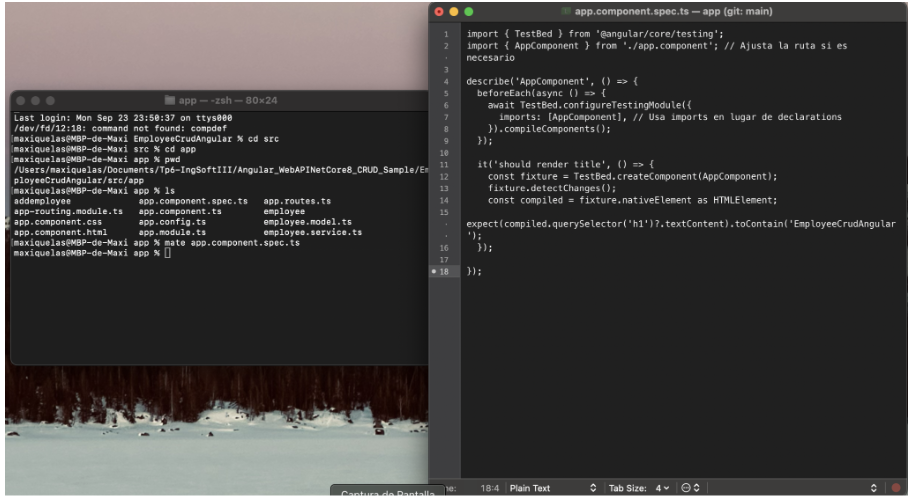 app.component.spec.ts — app (git: main)
1 import { TestBed } from '@angular/core/testing';
2 import { AppComponent } from './app.component'; // Ajusta la ruta si es
· necesario
3
4 describe('AppComponent', () => {
5 beforeEach(async () => {
6 await TestBed.configureTestingModule({
7 imports: [AppComponent], // Usa imports en lugar de declarations
8 }).compileComponents();
9 });
10
11 it('should render title', () => {
12 const fixture = TestBed.createComponent(AppComponent);
13 fixture.detectChanges();
14 const compiled = fixture.nativeElement as HTMLElement;
15
· expect(compiled.querySelector('h1')?.textContent).toContain('EmployeeCrudAngular
· ');
16 });
17
18 });
18:4 Plain Text Tab Size: 4
app — -zsh — 80×24
Last login: Mon Sep 23 23:50:37 on ttys000
/dev/fd/12:18: command not found: compdef
[maxiquelas@MBP-de-Maxi EmployeeCrudAngular % cd src
[maxiquelas@MBP-de-Maxi src % cd app
[maxiquelas@MBP-de-Maxi app % pwd
/Users/maxiquelas/Documents/Tp6-IngSoftIII/Angular_WebAPINetCore8_CRUD_Sample/Em
ployeeCrudAngular/src/app
[maxiquelas@MBP-de-Maxi app % ls
addemployee app.component.spec.ts app.routes.ts
app-routing.module.ts app.component.ts employee
app.component.css app.config.ts employee.model.ts
app.component.html app.module.ts employee.service.ts
[maxiquelas@MBP-de-Maxi app % mate app.component.spec.ts
maxiquelas@MBP-de-Maxi app %
Captura de Pantalla